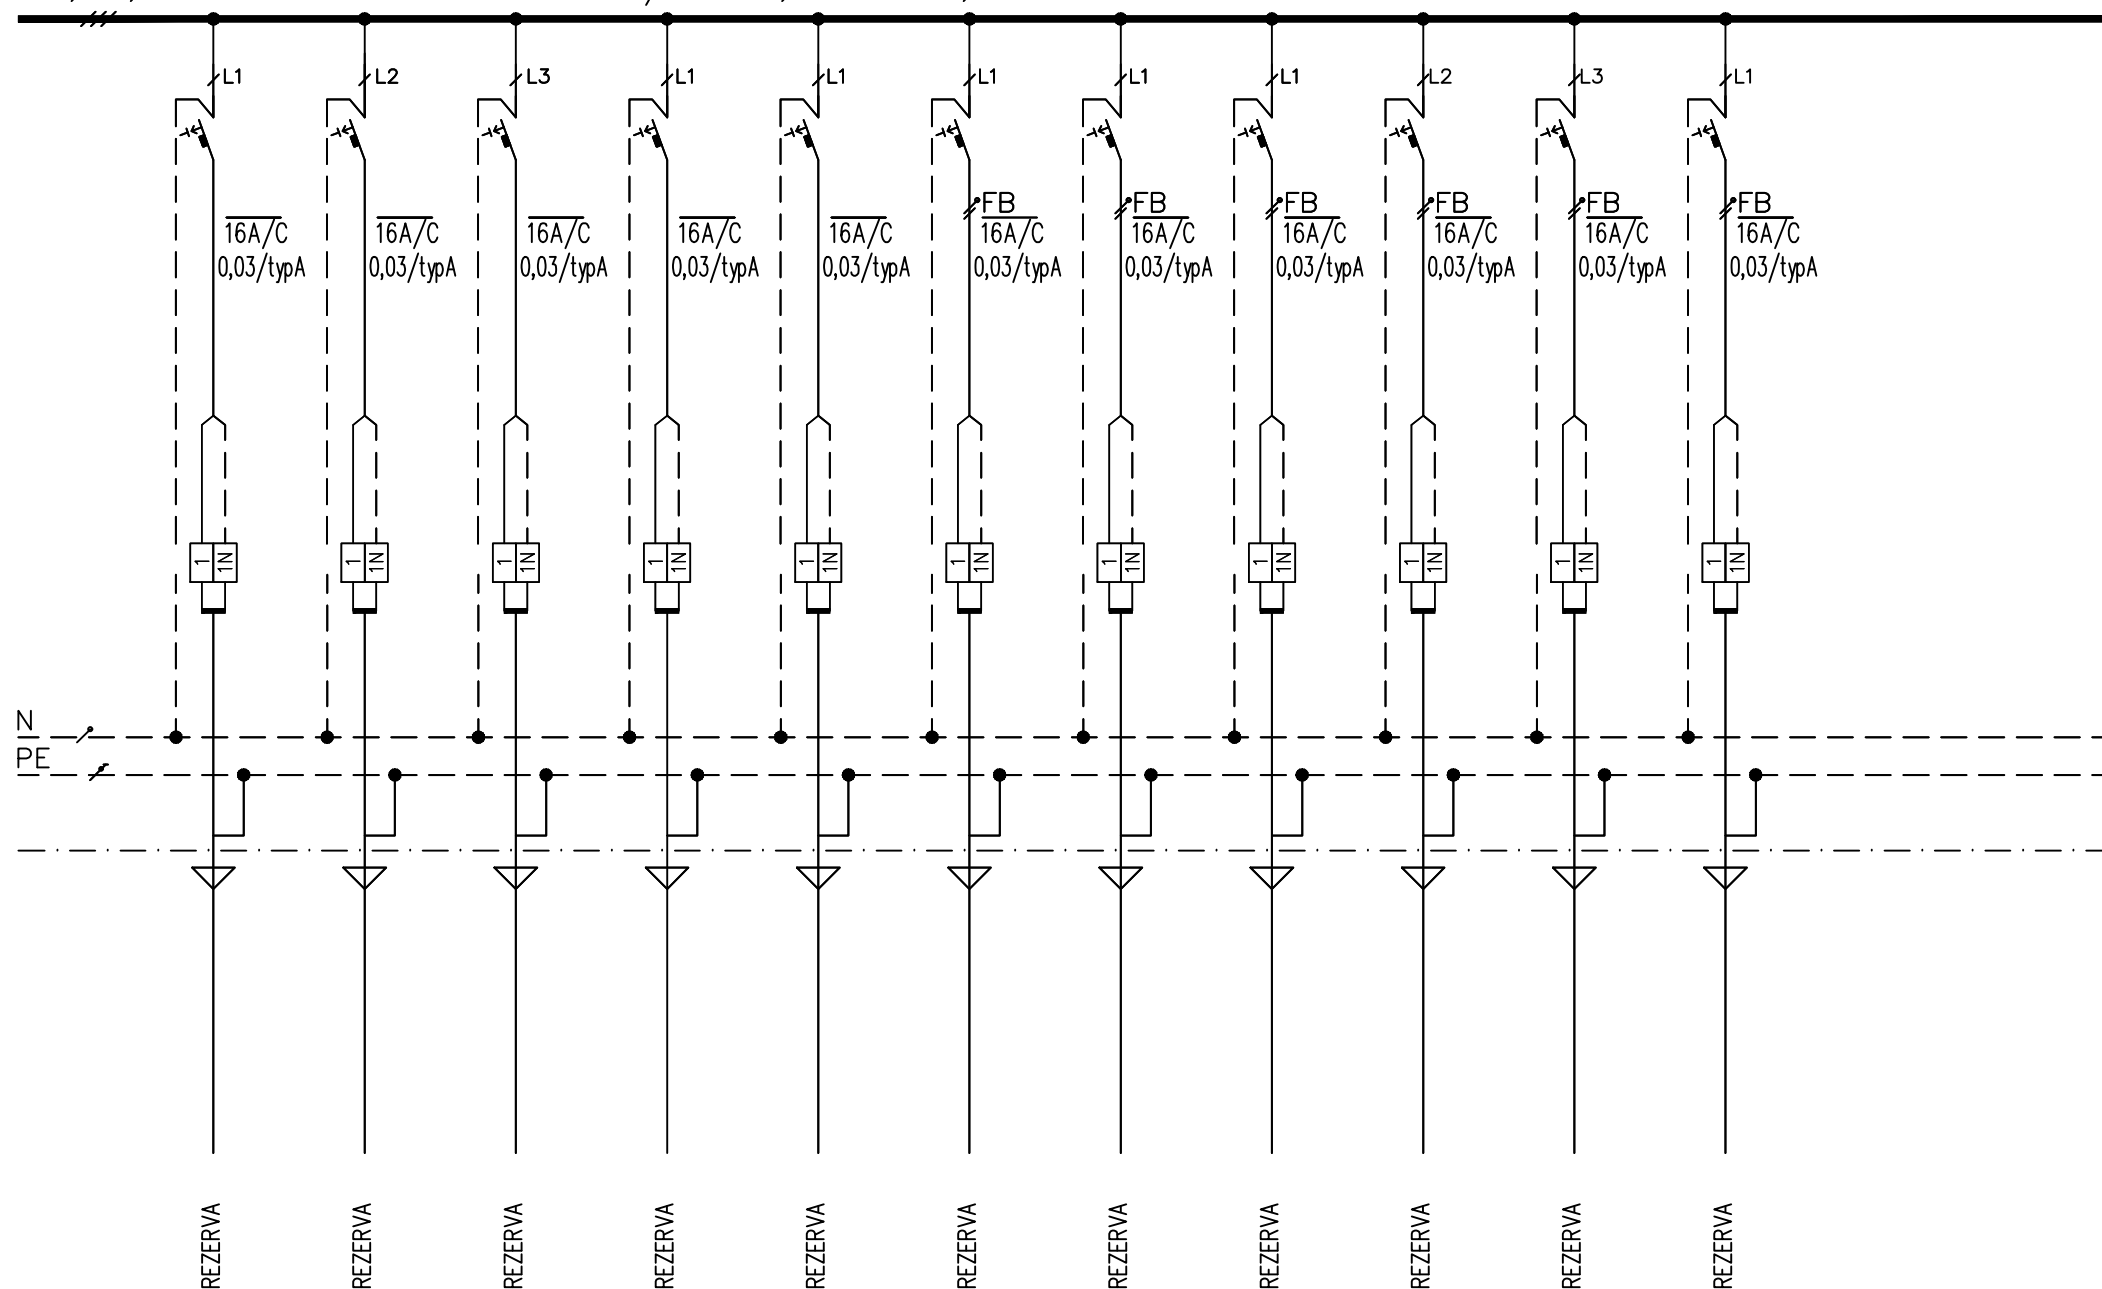 L1 L2 L3 L1 L1 L1 L1 L1 L2 L3 L1
FB FB FB FB FB FB
16A/C 16A/C 16A/C 16A/C 16A/C 16A/C 16A/C 16A/C 16A/C 16A/C 16A/C
0,03/typA 0,03/typA 0,03/typA 0,03/typA 0,03/typA 0,03/typA 0,03/typA 0,03/typA 0,03/typA 0,03/typA 0,03/typA
1 1N 1 1N 1 1N 1 1N 1 1N 1 1N 1 1N 1 1N 1 1N 1 1N 1 1N
N
PE
REZERVA
REZERVA
REZERVA
REZERVA
REZERVA
REZERVA
REZERVA
REZERVA
REZERVA
REZERVA
REZERVA